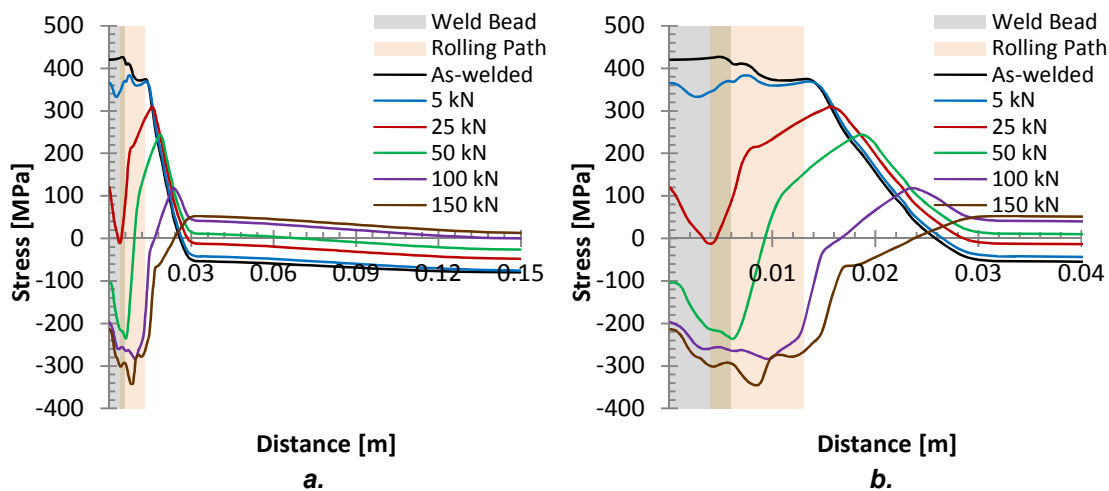 500
400
300
200
100
0
-100
-200
-300
-400
Stress [MPa]
0.03
0.06
0.09
0.12
0.15
Distance [m]
Weld Bead
Rolling Path
As-welded
5 kN
25 kN
50 kN
100 kN
150 kN
a.
500
400
300
200
100
0
-100
-200
-300
-400
Stress [MPa]
0.01
0.02
0.03
0.04
Distance [m]
Weld Bead
Rolling Path
As-welded
5 kN
25 kN
50 kN
100 kN
150 kN
b.